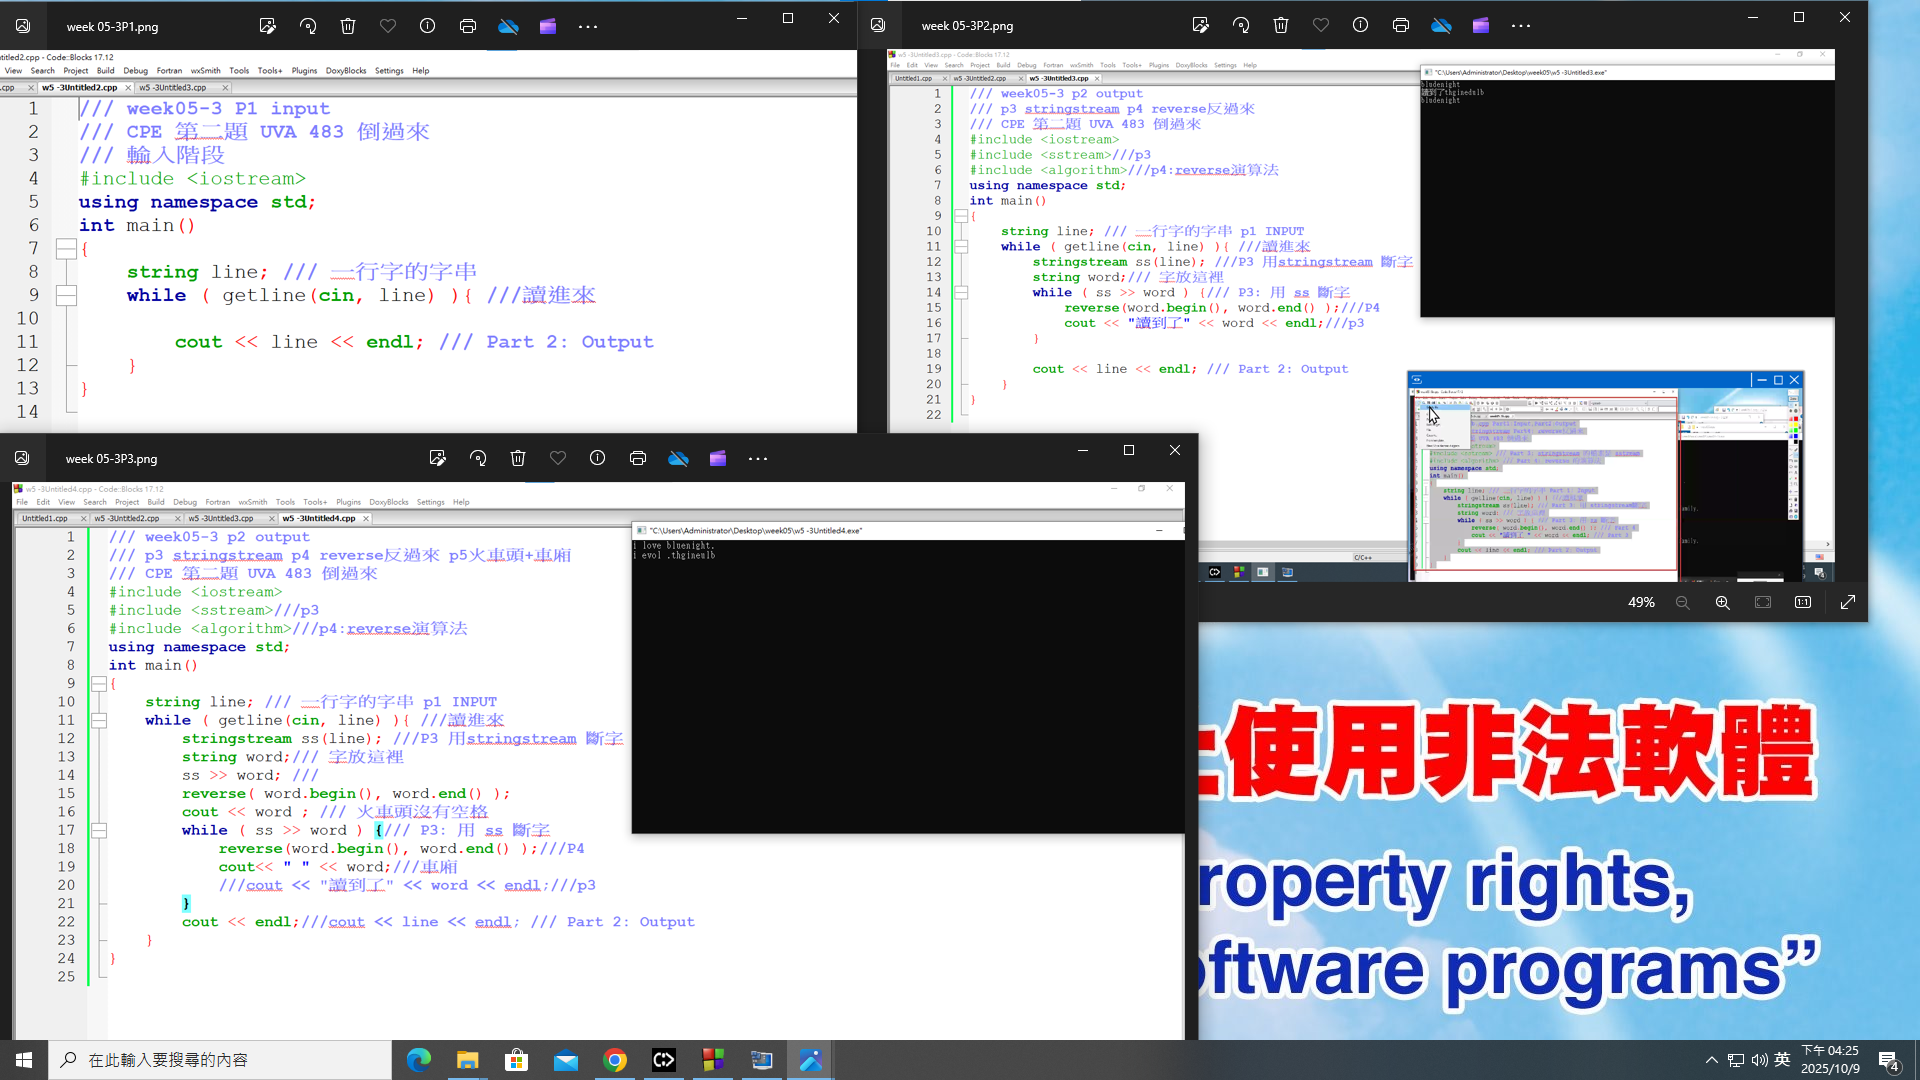 week 05-3P1.png
ntitled2.cpp - Code::Blocks 17.12
View Search Project Build Debug Fortran wxSmith Tools Tools+ Plugins DoxyBlocks Settings Help
.cpp × w5 -3Untitled2.cpp × w5 -3Untitled3.cpp ×
1 /// week05-3 P1 input
2 /// CPE 第二題 UVA 483 倒過來
3 /// 輸入階段
4 #include <iostream>
5 using namespace std;
6 int main()
7 {
8 string line; /// 一行字的字串
9 while ( getline(cin, line) ){ ///讀進來
10
11 cout << line << endl; /// Part 2: Output
12 }
13 }
14
week 05-3P2.png
w5 -3Untitled3.cpp - Code::Blocks 17.12
File Edit View Search Project Build Debug Fortran wxSmith Tools Tools+ Plugins DoxyBlocks Settings Help
Untitled1.cpp × w5 -3Untitled2.cpp × w5 -3Untitled3.cpp ×
1 /// week05-3 p2 output
2 /// p3 stringstream p4 reverse反過來
3 /// CPE 第二題 UVA 483 倒過來
4 #include <iostream>
5 #include <sstream>///p3
6 #include <algorithm>///p4:reverse演算法
7 using namespace std;
8 int main()
9 {
10 string line; /// 一行字的字串 p1 INPUT
11 while ( getline(cin, line) ){ ///讀進來
12 stringstream ss(line); ///P3 用stringstream 斷字
13 string word;/// 字放這裡
14 while ( ss >> word ) {/// P3: 用 ss 斷字
15 reverse(word.begin(), word.end() );///P4
16 cout << "讀到了" << word << endl;///p3
17 }
18
19 cout << line << endl; /// Part 2: Output
20 }
21 }
22
"C:\Users\Administrator\Desktop\week05\w5 -3Untitled3.exe"
bludenight
讀到了thginedulb
bludenight
using namespace std;
int main()
C/C++
49%
week 05-3P3.png
w5 -3Untitled4.cpp - Code::Blocks 17.12
File Edit View Search Project Build Debug Fortran wxSmith Tools Tools+ Plugins DoxyBlocks Settings Help
Untitled1.cpp × w5 -3Untitled2.cpp × w5 -3Untitled3.cpp × w5 -3Untitled4.cpp ×
1 /// week05-3 p2 output
2 /// p3 stringstream p4 reverse反過來 p5火車頭+車廂
3 /// CPE 第二題 UVA 483 倒過來
4 #include <iostream>
5 #include <sstream>///p3
6 #include <algorithm>///p4:reverse演算法
7 using namespace std;
8 int main()
9 {
10 string line; /// 一行字的字串 p1 INPUT
11 while ( getline(cin, line) ){ ///讀進來
12 stringstream ss(line); ///P3 用stringstream 斷字
13 string word;/// 字放這裡
14 ss >> word; ///
15 reverse( word.begin(), word.end() );
16 cout << word ; /// 火車頭沒有空格
17 while ( ss >> word ) {/// P3: 用 ss 斷字
18 reverse(word.begin(), word.end() );///P4
19 cout<< " " << word;///車廂
20 ///cout << "讀到了" << word << endl;///p3
21 }
22 cout << endl;///cout << line << endl; /// Part 2: Output
23 }
24 }
25
"C:\Users\Administrator\Desktop\week05\w5 -3Untitled4.exe"
i love bluenight.
i evol .thgineulb
使用非法軟體
roperty rights,
oftware programs”
在此輸入要搜尋的內容
英
下午 04:25
2025/10/9
4